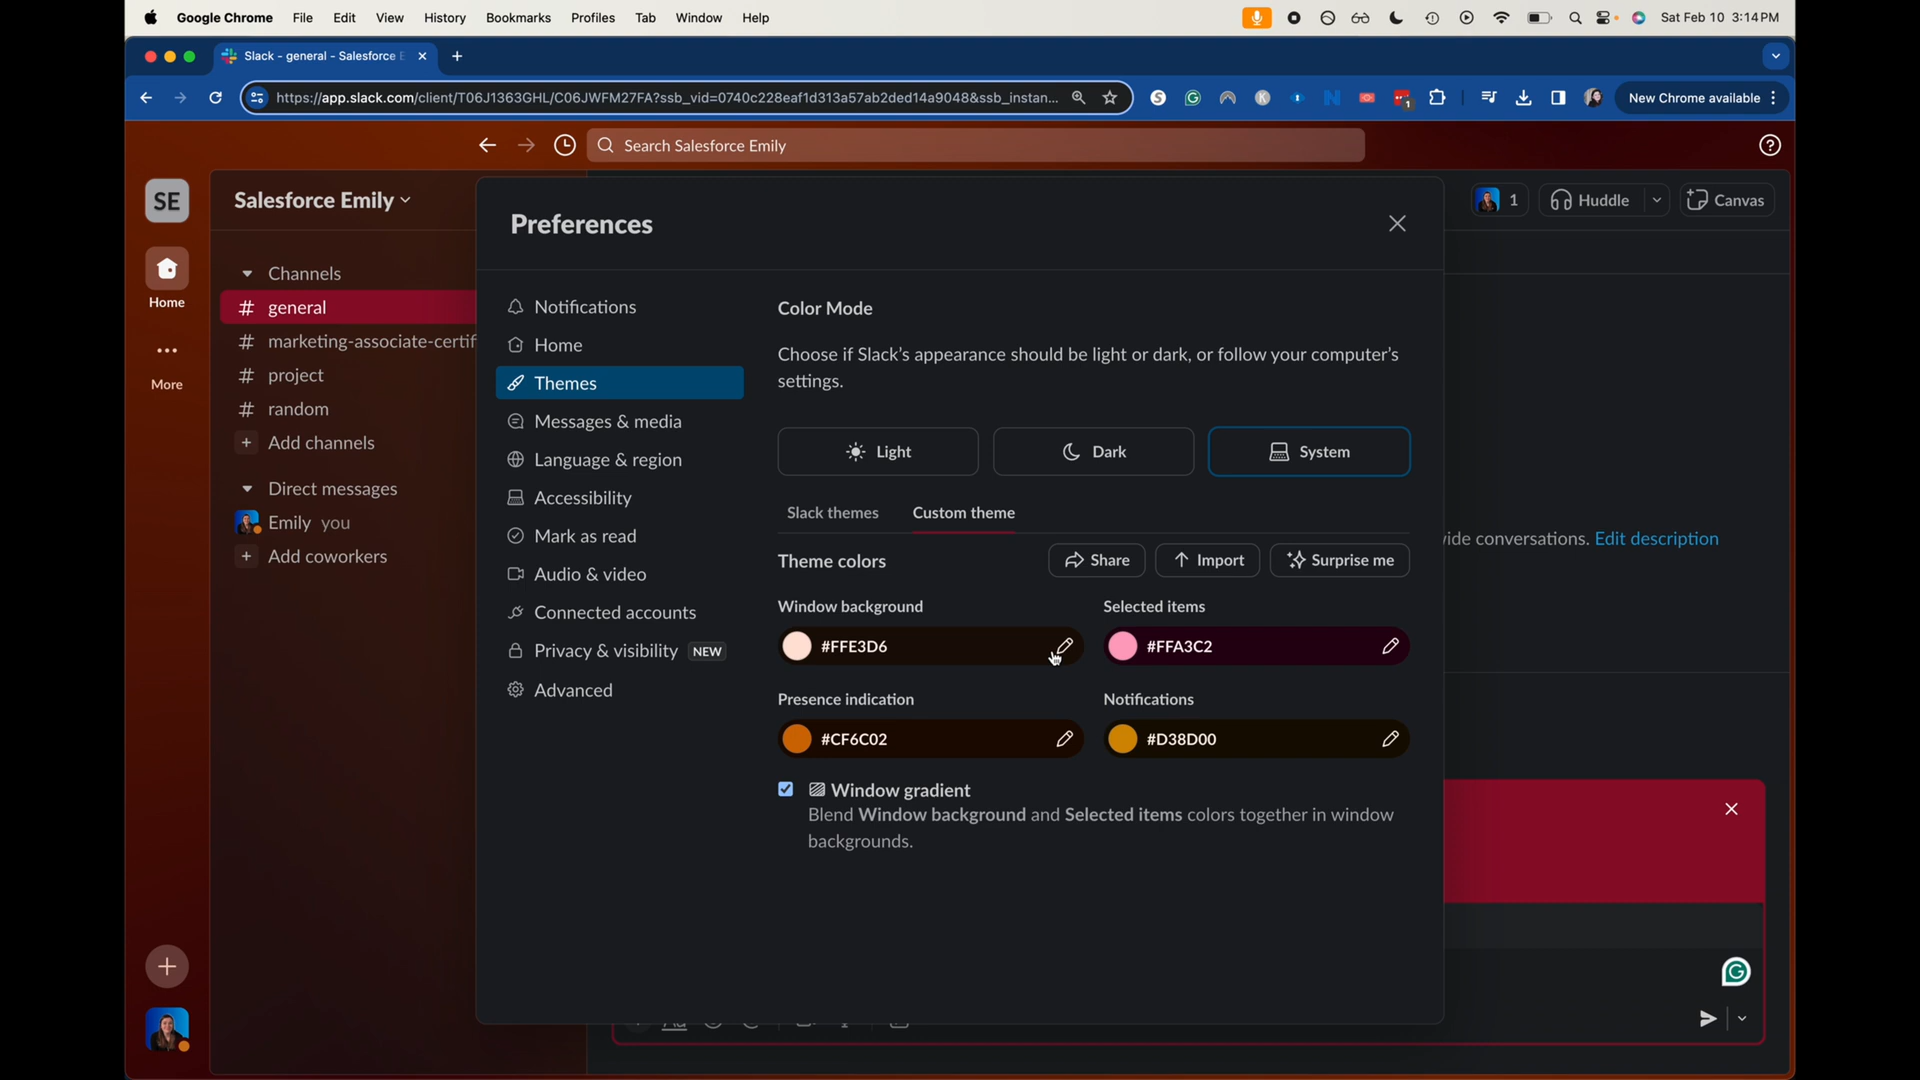 Google Chrome File Edit View History Bookmarks Profiles Tab Window Help Sat Feb 10 3:14 PM
Slack - general - Salesforce E
https://app.slack.com/client/T06J1363GHL/C06JWFM27FA?ssb_vid=0740c228eaf1d313a57ab2ded14a9048&ssb_instan... 1 New Chrome available
Search Salesforce Emily
SE
Salesforce Emily
1 Huddle Canvas
Home
More
Channels
# general
# marketing-associate-certif
# project
# random
+ Add channels
Direct messages
Emily you
+ Add coworkers
Preferences
Notifications
Home
Themes
Messages & media
Language & region
Accessibility
Mark as read
Audio & video
Connected accounts
Privacy & visibility NEW
Advanced
Color Mode
Choose if Slack's appearance should be light or dark, or follow your computer's
settings.
Light Dark System
Slack themes Custom theme
Theme colors Share Import Surprise me
Window background Selected items
#FFE3D6 #FFA3C2
Presence indication Notifications
#CF6C02 #D38D00
Window gradient
Blend Window background and Selected items colors together in window
backgrounds.
ide conversations. Edit description